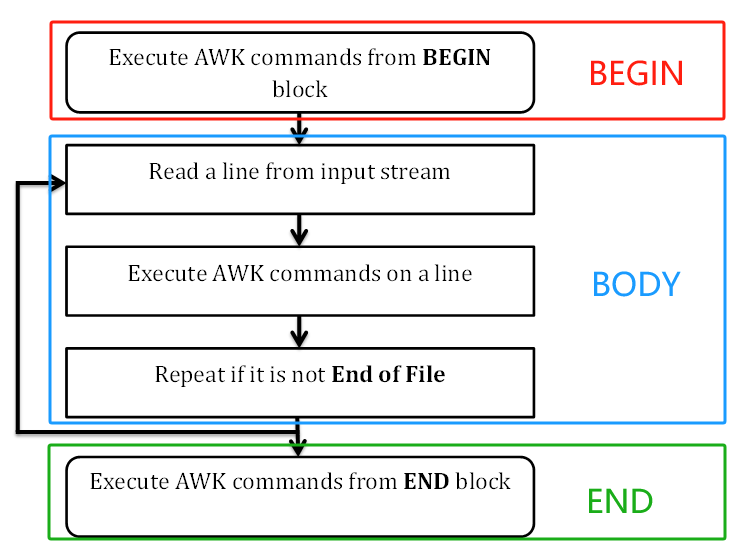 Execute AWK commands from BEGIN
block
BEGIN
Read a line from input stream
Execute AWK commands on a line
BODY
Repeat if it is not End of File
Execute AWK commands from END block
END